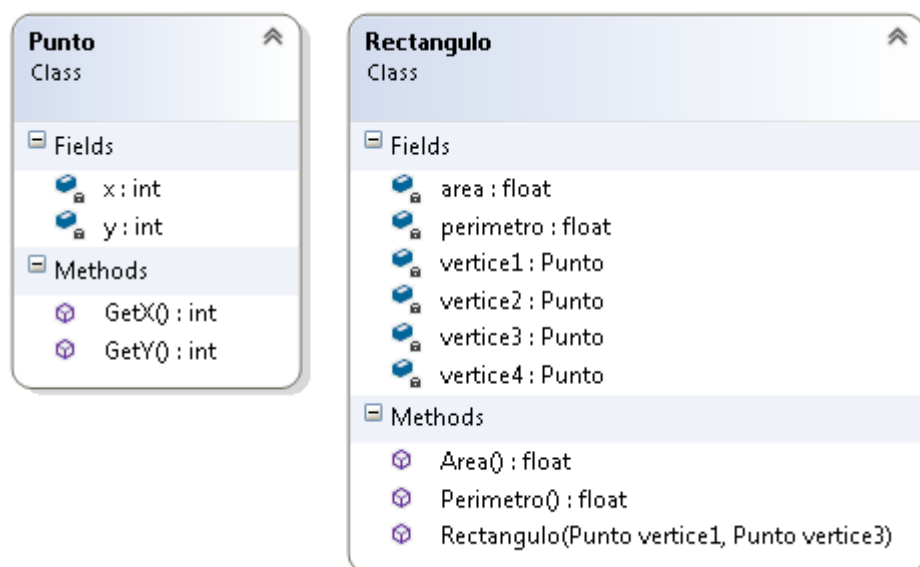 Punto
Class
Fields
x : int
y : int
Methods
GetX() : int
GetY() : int
Rectangulo
Class
Fields
area : float
perimetro : float
vertice1 : Punto
vertice2 : Punto
vertice3 : Punto
vertice4 : Punto
Methods
Area() : float
Perimetro() : float
Rectangulo(Punto vertice1, Punto vertice3)